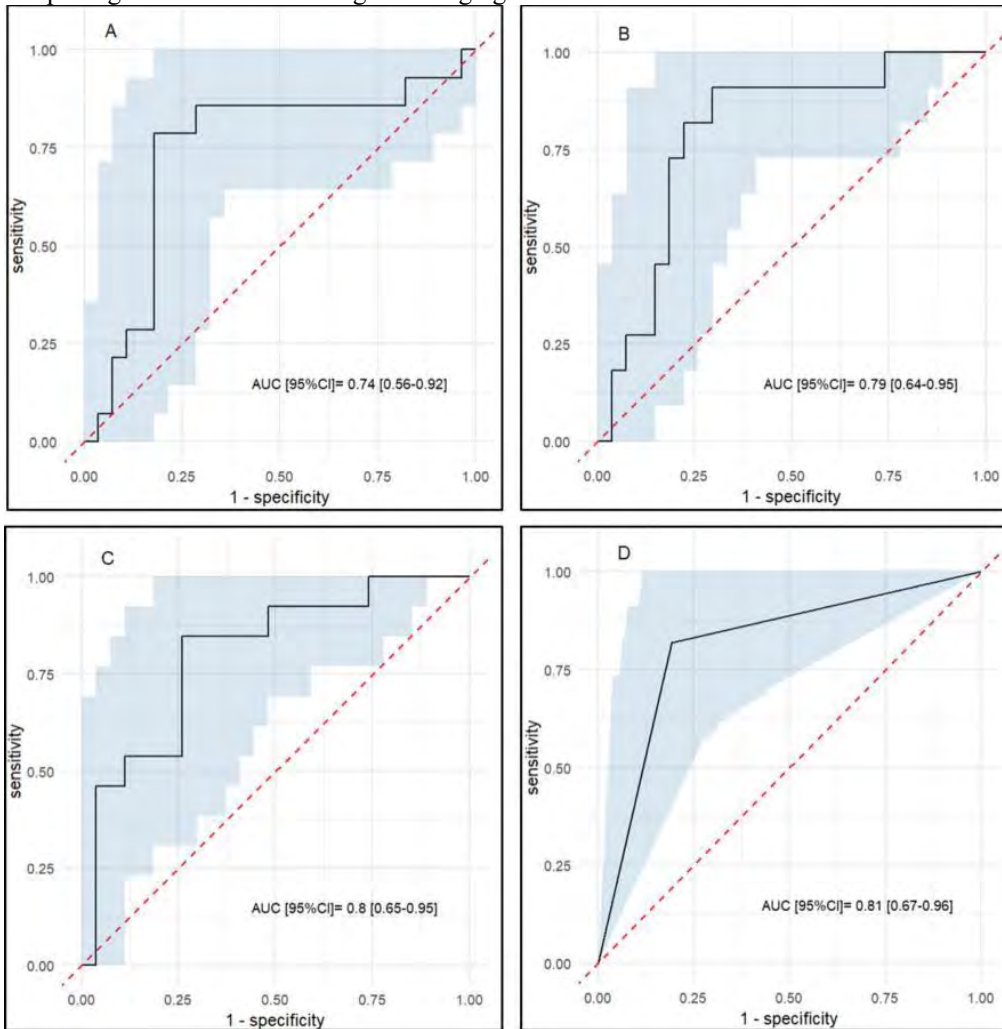 A
1.00
0.75
0.50
0.25
0.00
sensitivity
AUC [95%CI]= 0.74 [0.56-0.92]
0.00 0.25 0.50 0.75 1.00
1 - specificity
B
1.00
0.75
0.50
0.25
0.00
sensitivity
AUC [95%CI]= 0.79 [0.64-0.95]
0.00 0.25 0.50 0.75 1.00
1 - specificity
C
1.00
0.75
0.50
0.25
0.00
sensitivity
AUC [95%CI]= 0.8 [0.65-0.95]
0.00 0.25 0.50 0.75 1.00
1 - specificity
D
1.00
0.75
0.50
0.25
0.00
sensitivity
AUC [95%CI]= 0.81 [0.67-0.96]
0.00 0.25 0.50 0.75 1.00
1 - specificity